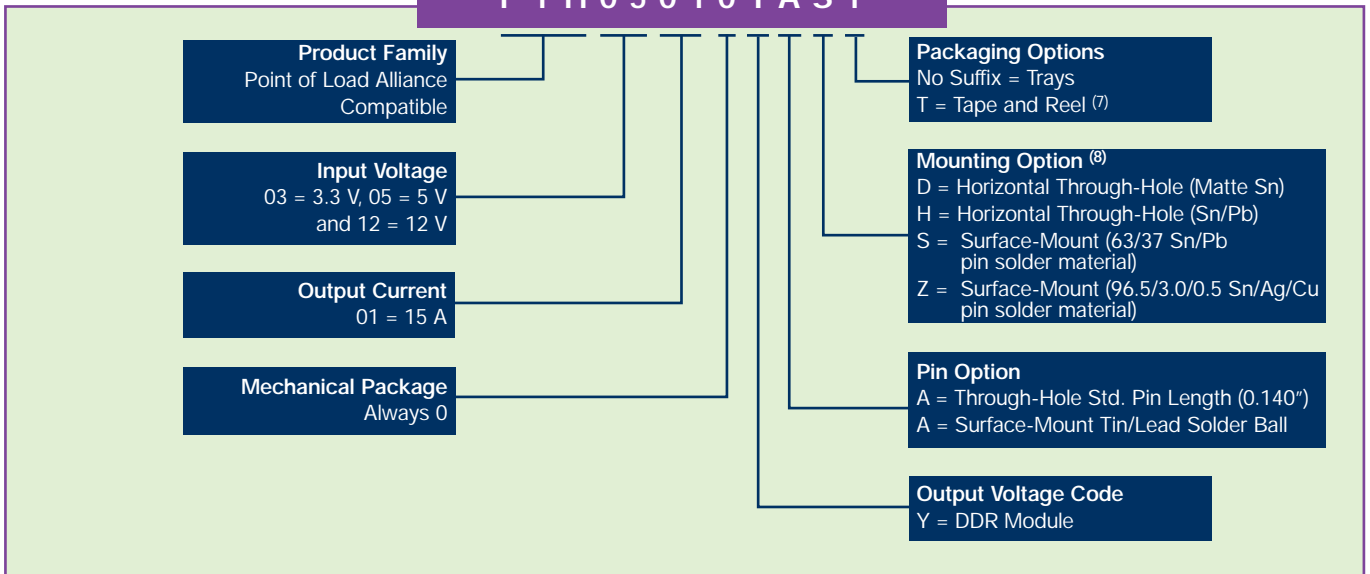 Product Family
Point of Load Alliance
Compatible
Input Voltage
03 = 3.3 V, 05 = 5 V
and 12 = 12 V
Output Current
01 = 15 A
Mechanical Package
Always 0
Packaging Options
No Suffix = Trays
T = Tape and Reel (7)
Mounting Option (8)
D = Horizontal Through-Hole (Matte Sn)
H = Horizontal Through-Hole (Sn/Pb)
S = Surface-Mount (63/37 Sn/Pb
pin solder material)
Z = Surface-Mount (96.5/3.0/0.5 Sn/Ag/Cu
pin solder material)
Pin Option
A = Through-Hole Std. Pin Length (0.140″)
A = Surface-Mount Tin/Lead Solder Ball
Output Voltage Code
Y = DDR Module